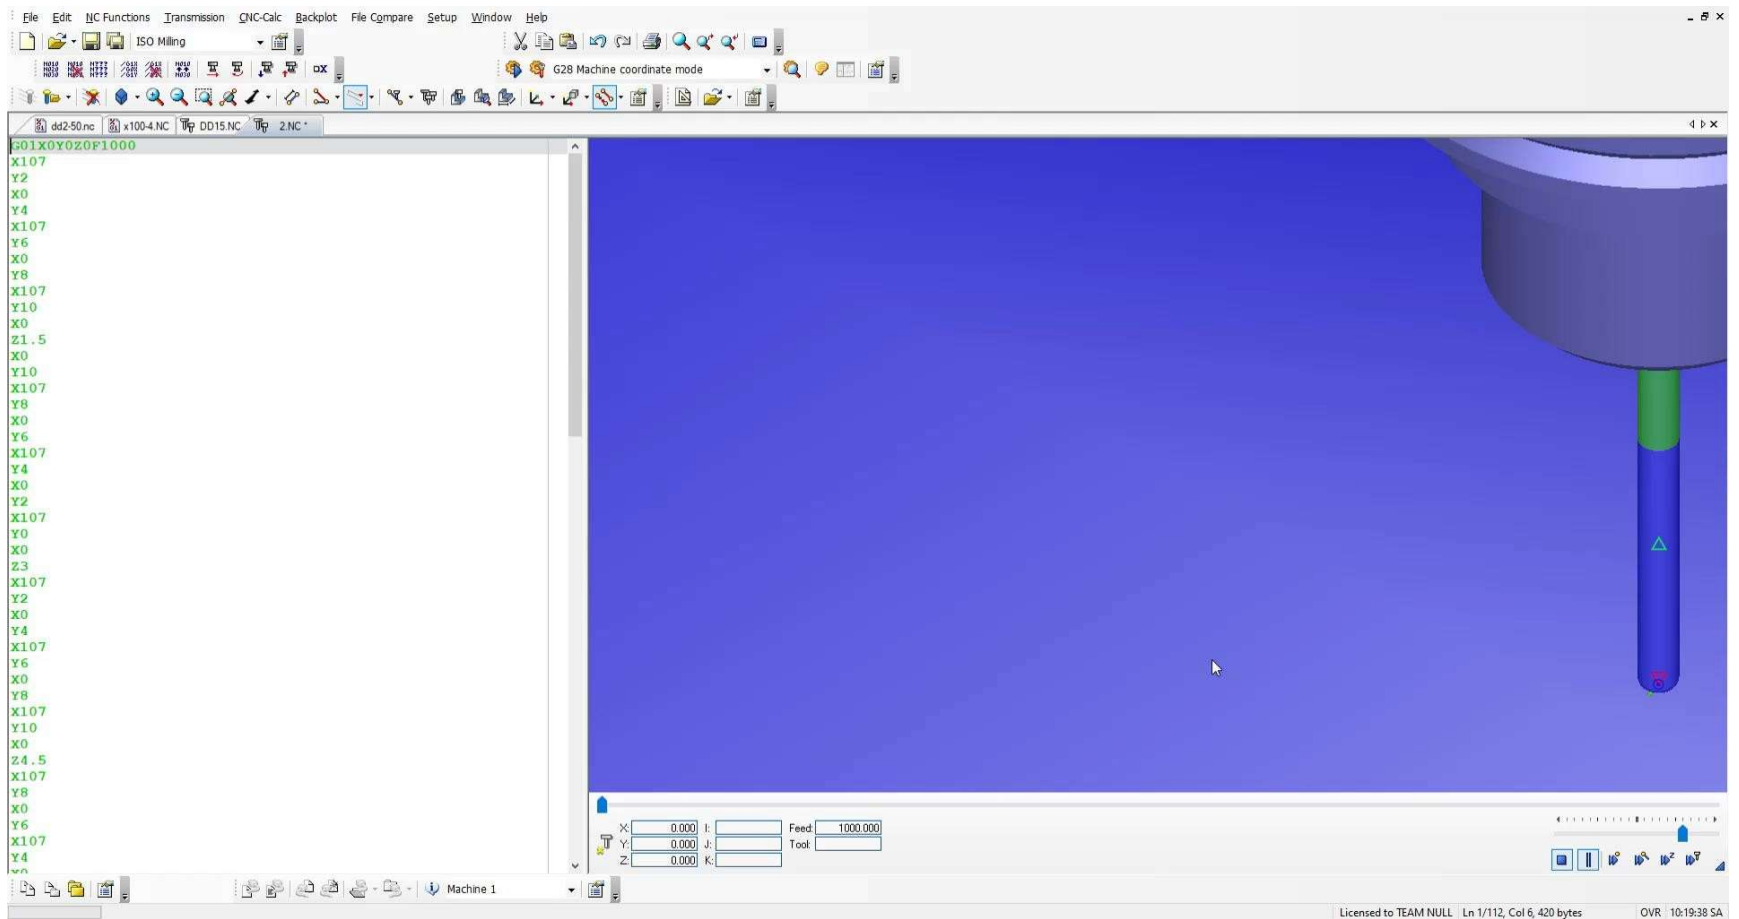 File Edit NC Functions Transmission CNC-Calc Backplot File Compare Setup Window Help
ISO Milling
G28 Machine coordinate mode
dd2-50.nc x100-4.NC DD15.NC 2.NC *
G01X0Y0Z0F1000
X107
Y2
X0
Y4
X107
Y6
X0
Y8
X107
Y10
X0
Z1.5
X0
Y10
X107
Y8
X0
Y6
X107
Y4
X0
Y2
X107
Y0
X0
Z3
X107
Y2
X0
Y4
X107
Y6
X0
Y8
X107
Y10
X0
Z4.5
X107
Y8
X0
Y6
X107
Y4
X: 0.000 I: Feed: 1000.000
Y: 0.000 J: Tool:
Z: 0.000 K:
Machine 1
Licensed to TEAM NULL Ln 1/112, Col 6, 420 bytes OVR 10:19:38 SA